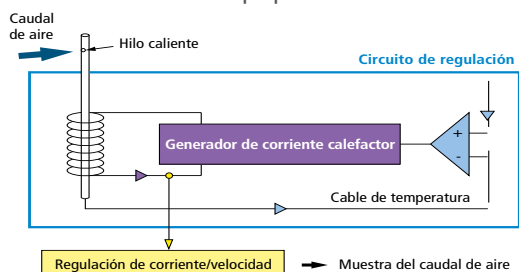 Caudal
de aire
Hilo caliente
Circuito de regulación
Generador de corriente calefactor
+
-
Cable de temperatura
Regulación de corriente/velocidad
Muestra del caudal de aire